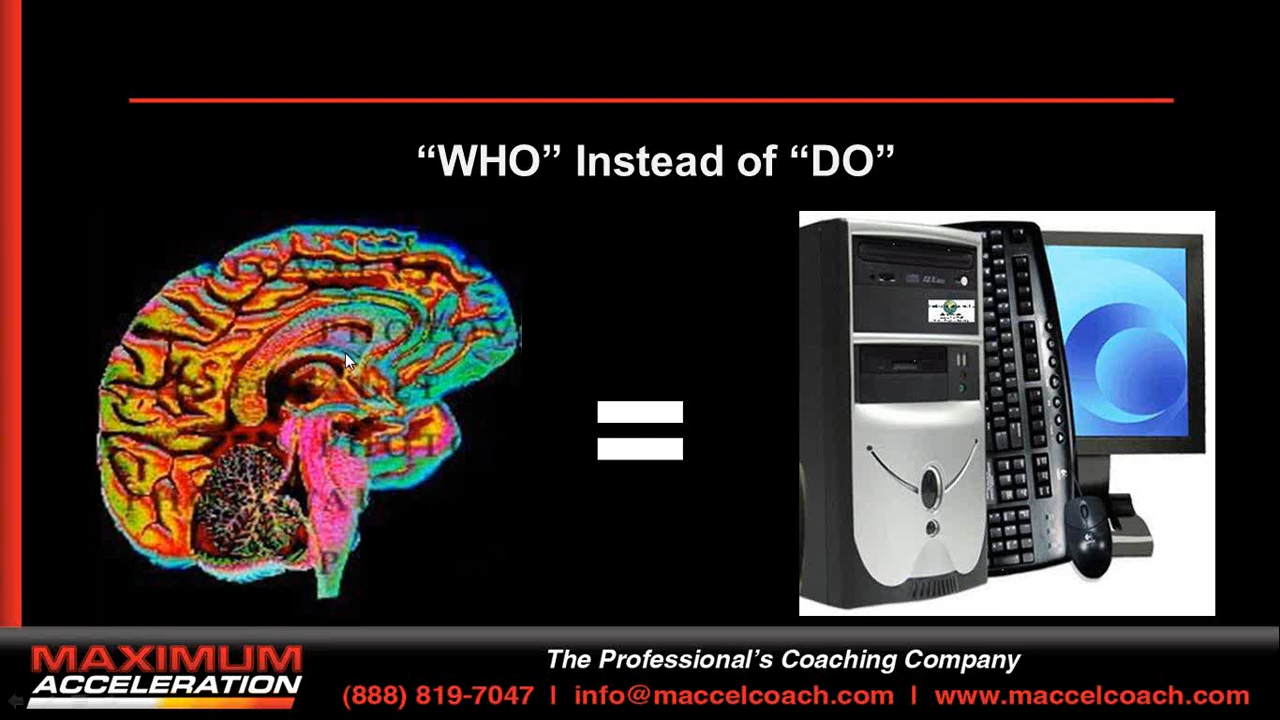 “WHO” Instead of “DO”
MAXIMUM
ACCELERATION
The Professional’s Coaching Company
(888) 819-7047 | info@maccelcoach.com | www.maccelcoach.com